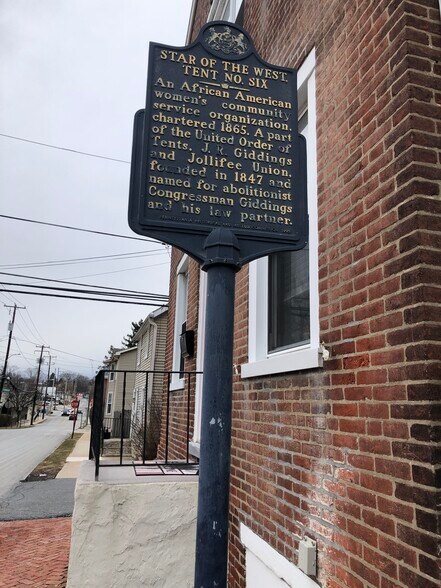 STAR OF THE WEST,
TENT NO. SIX
An African American
women's community
service organization,
chartered 1865. A part
of the United Order of
Tents, J. R. Giddings
and Jollifee Union,
founded in 1847 and
named for abolitionist
Congressman Giddings
and his law partner.